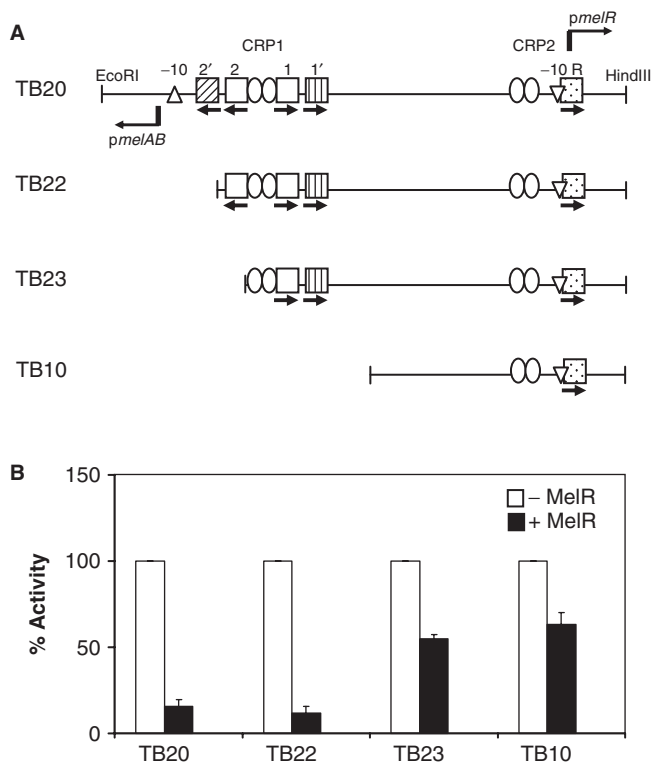 A
pmelR
CRP1
CRP2
EcoRI
–10
2′
2
1
1′
–10
R
HindIII
TB20
pmelAB
TB22
TB23
TB10
B
150
– MelR
+ MelR
100
% Activity
50
0
TB20
TB22
TB23
TB10